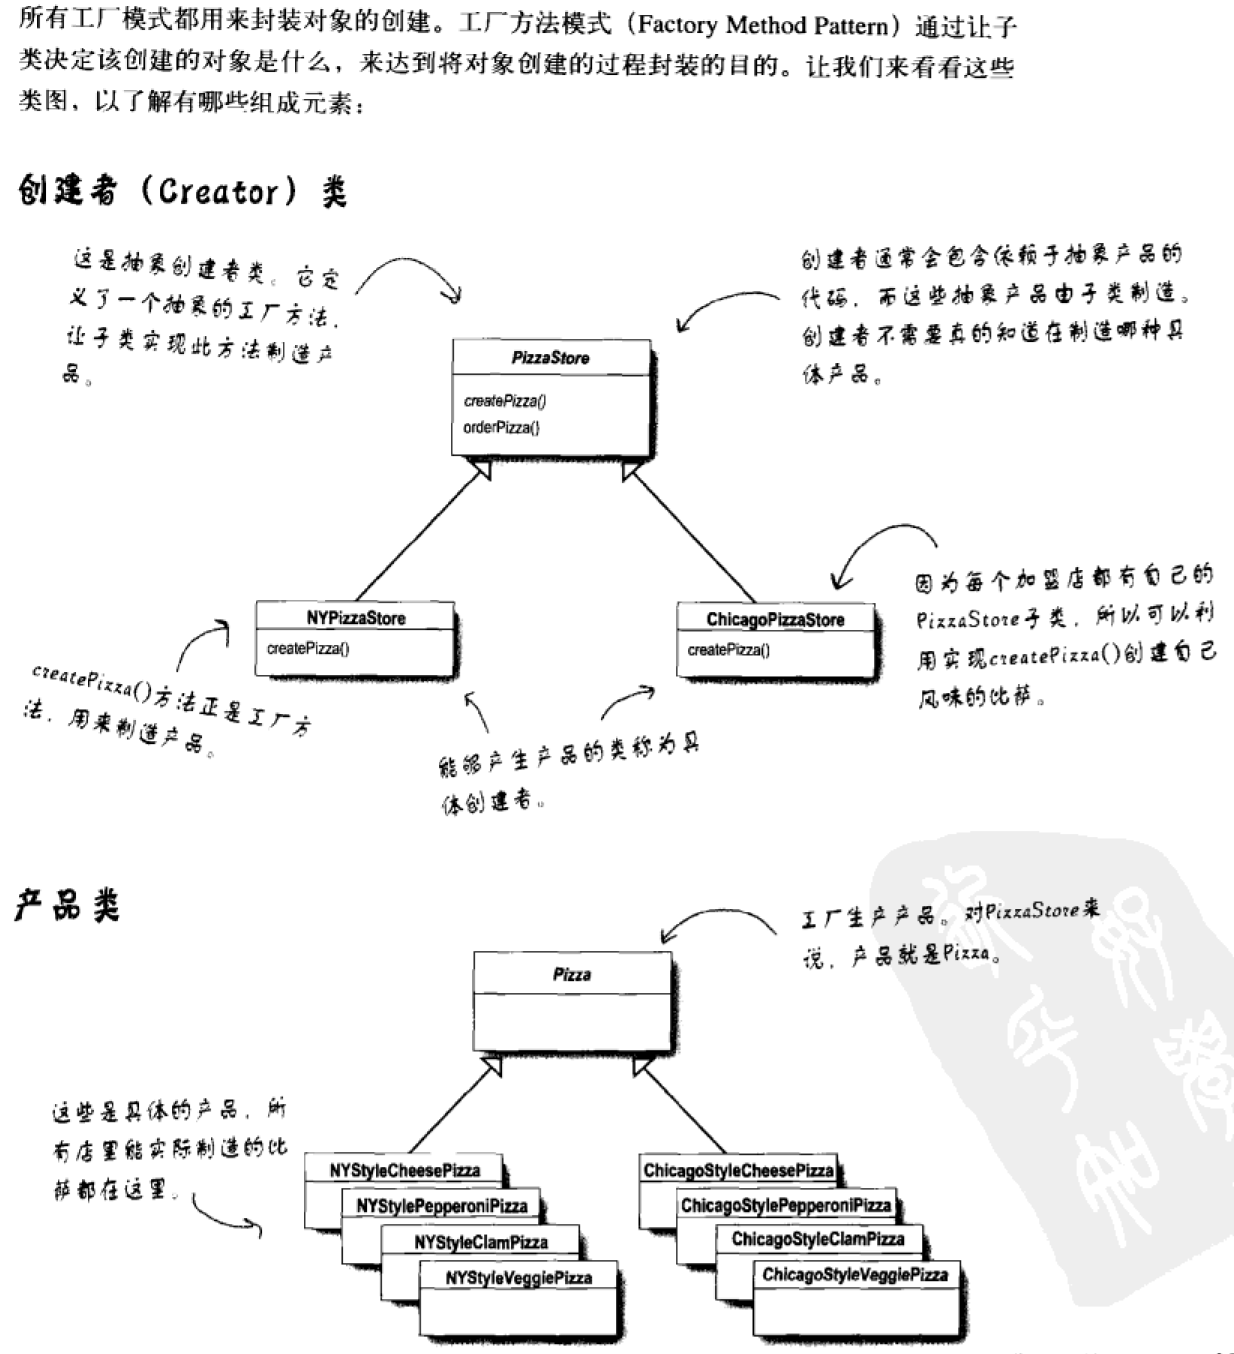 所有工厂模式都用来封装对象的创建。工厂方法模式（Factory Method Pattern）通过让子
类决定该创建的对象是什么，来达到将对象创建的过程封装的目的。让我们来看看这些
类图，以了解有哪些组成元素：
创建者（Creator）类
这是抽象创建者类。它定
义了一个抽象的工厂方法，
让子类实现此方法制造产
品。
创建者通常会包含依赖于抽象产品的
代码，而这些抽象产品由子类制造。
创建者不需要真的知道在制造哪种具
体产品。
PizzaStore
createPizza()
orderPizza()
NYPizzaStore
createPizza()
ChicagoPizzaStore
createPizza()
因为每个加盟店都有自己的
PizzaStore子类，所以可以利
用实现createPizza()创建自己
风味的比萨。
createPizza()方法正是工厂方
法，用来制造产品。
能够产生产品的类称为具
体创建者。
产品类
工厂生产产品。对PizzaStore来
说，产品就是Pizza。
Pizza
这些是具体的产品，所
有店里能实际制造的比
萨都在这里。
NYStyleCheesePizza
NYStylePepperoniPizza
NYStyleClamPizza
NYStyleVeggiePizza
ChicagoStyleCheesePizza
ChicagoStylePepperoniPizza
ChicagoStyleClamPizza
ChicagoStyleVeggiePizza